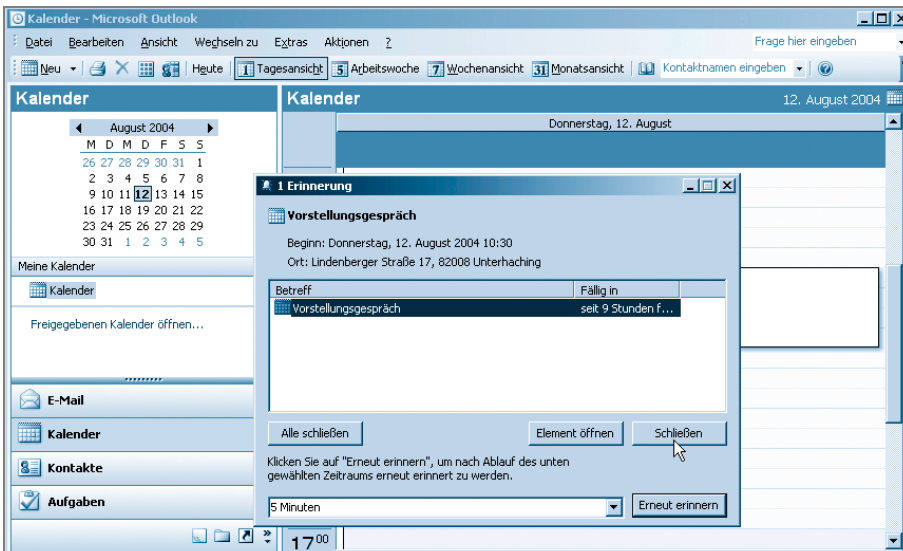 Kalender - Microsoft Outlook
Datei Bearbeiten Ansicht Wechseln zu Extras Aktionen ? Frage hier eingeben
Neu Heute 1 Tagesansicht 5 Arbeitswoche 7 Wochenansicht 31 Monatsansicht Kontaktnamen eingeben
Kalender
August 2004
M D M D F S S
26 27 28 29 30 31 1
2 3 4 5 6 7 8
9 10 11 12 13 14 15
16 17 18 19 20 21 22
23 24 25 26 27 28 29
30 31 1 2 3 4 5
Meine Kalender
Kalender
Freigegebenen Kalender öffnen...
E-Mail
Kalender
Kontakte
Aufgaben
Kalender 12. August 2004
Donnerstag, 12. August
17 00
1 Erinnerung
Vorstellungsgespräch
Beginn: Donnerstag, 12. August 2004 10:30
Ort: Lindenberger Straße 17, 82008 Unterhaching
Betreff Fällig in
Vorstellungsgespräch seit 9 Stunden f...
Alle schließen Element öffnen Schließen
Klicken Sie auf "Erneut erinnern", um nach Ablauf des unten
gewählten Zeitraums erneut erinnert zu werden.
5 Minuten Erneut erinnern